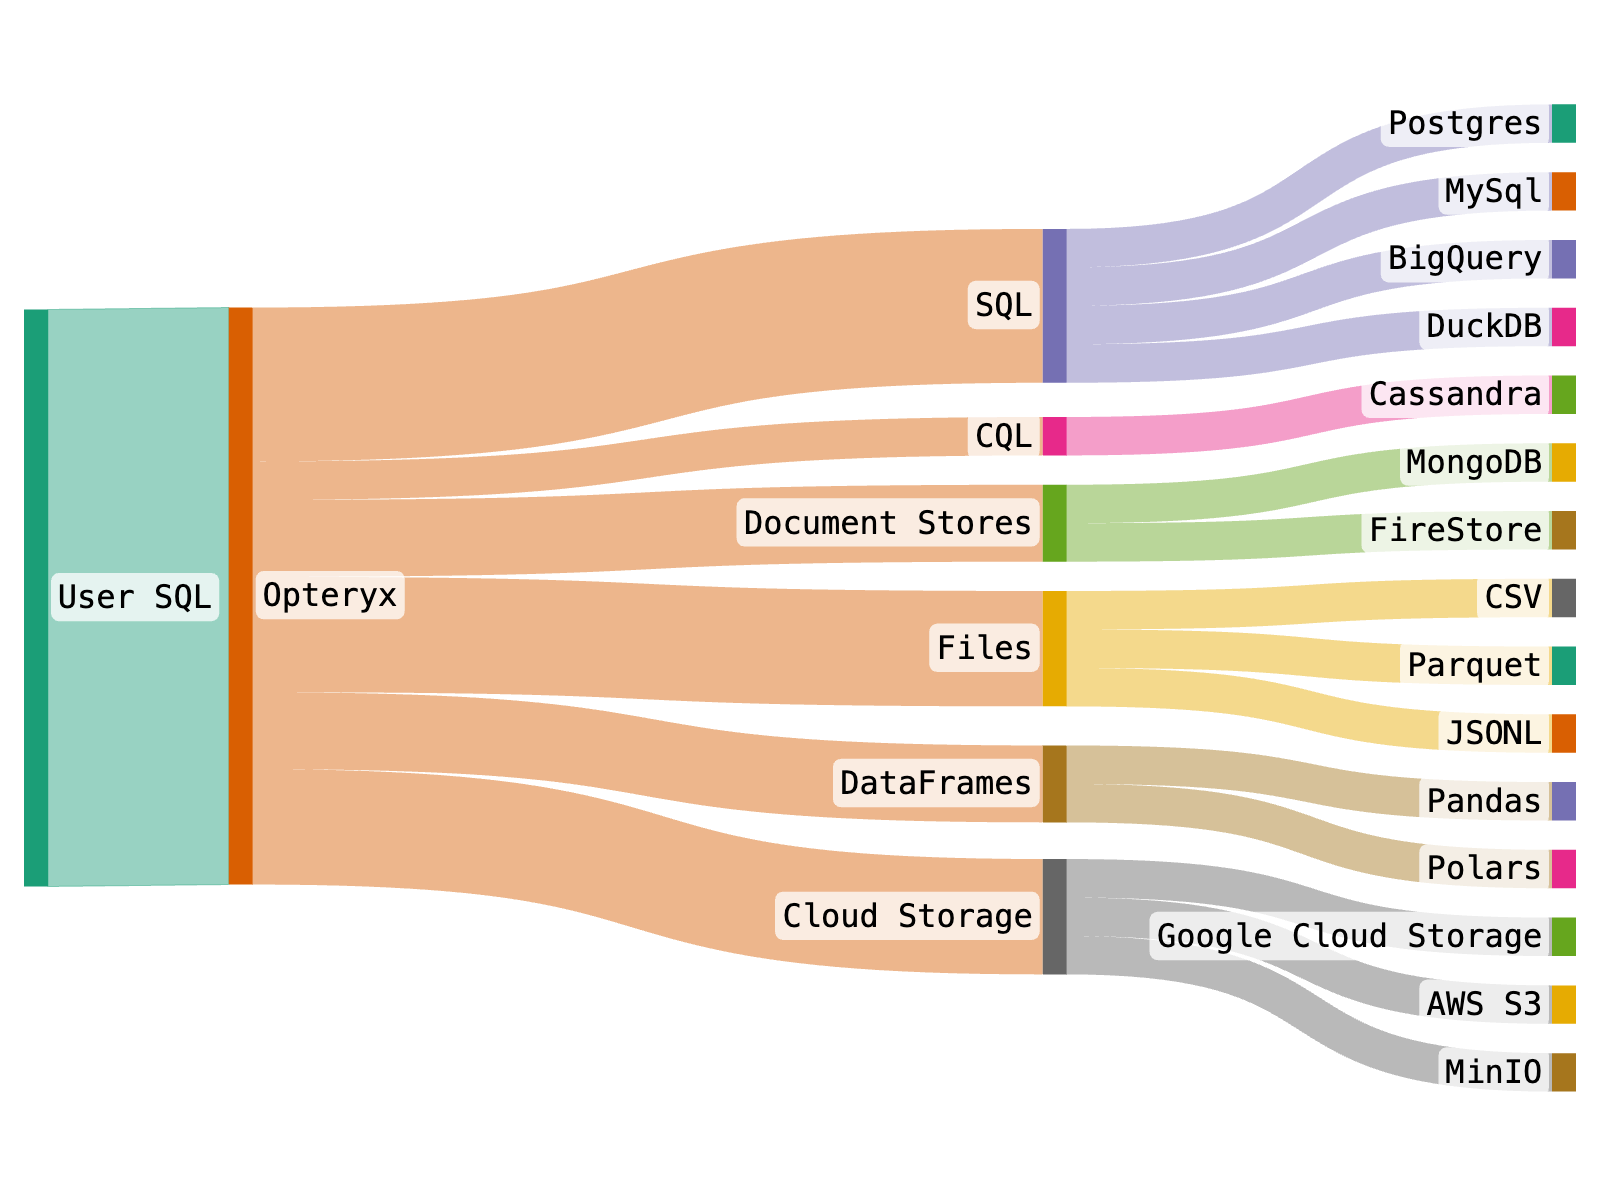 User SQL
Opteryx
SQL
CQL
Document Stores
Files
DataFrames
Cloud Storage
Postgres
MySql
BigQuery
DuckDB
Cassandra
MongoDB
FireStore
CSV
Parquet
JSONL
Pandas
Polars
Google Cloud Storage
AWS S3
MinIO